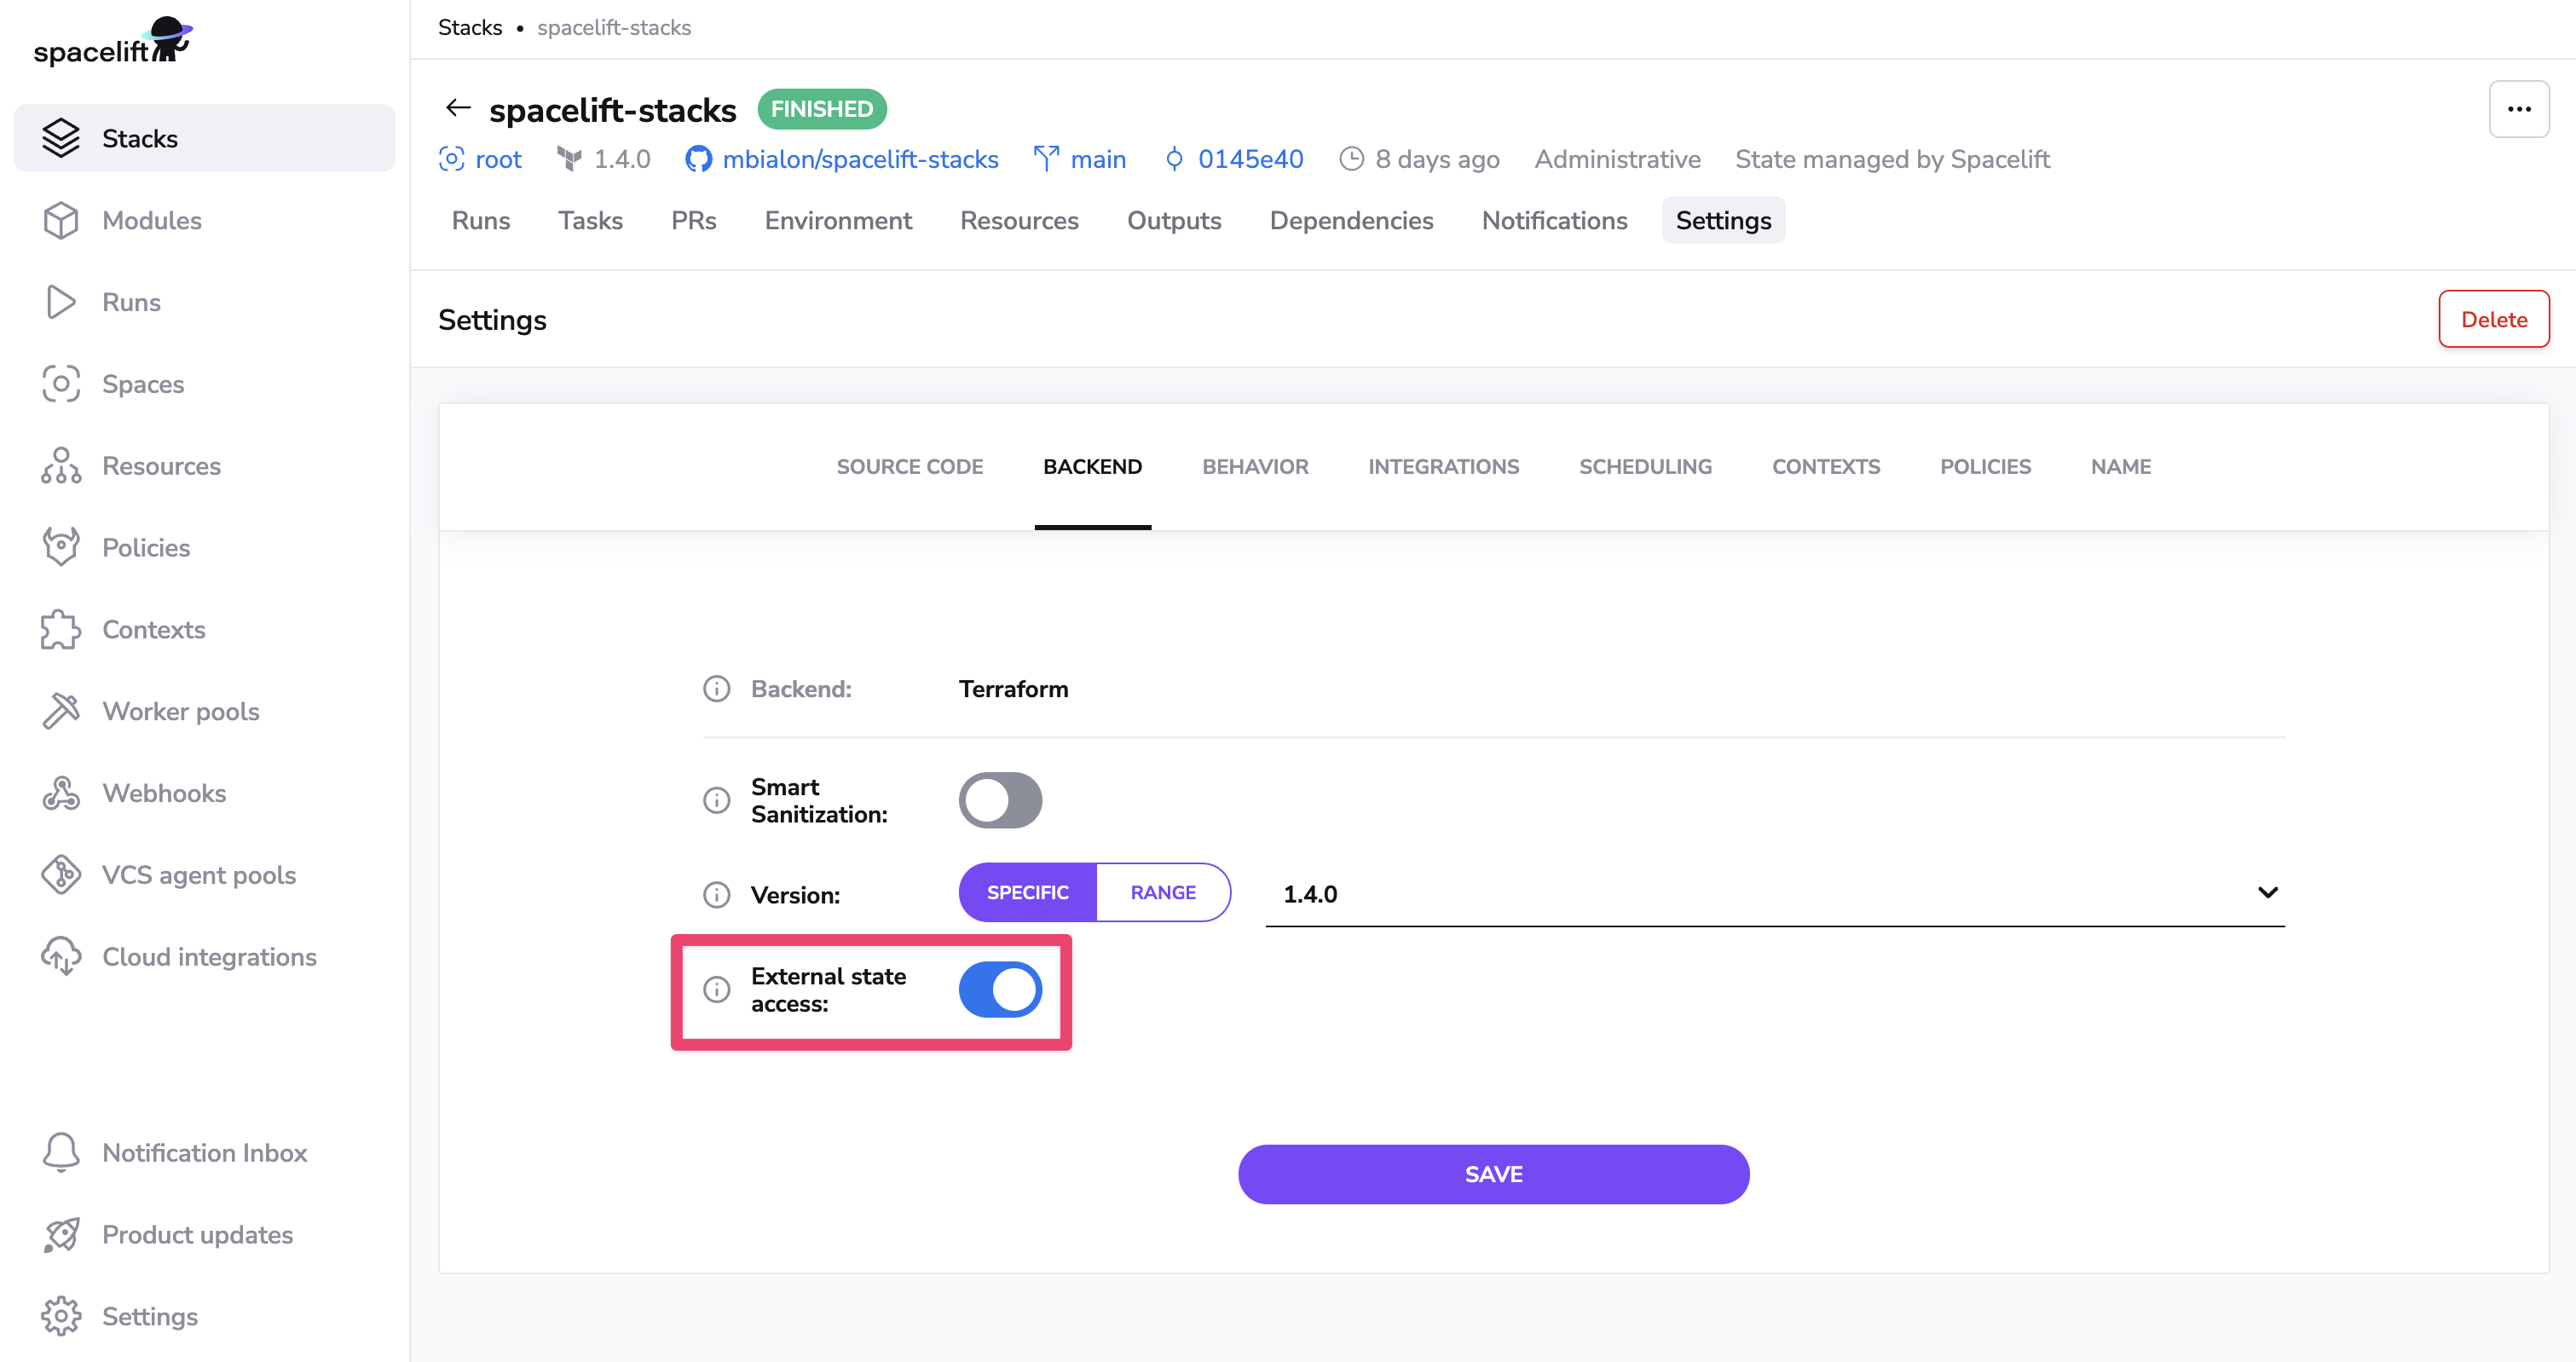 spacelift
Stacks
Modules
Runs
Spaces
Resources
Policies
Contexts
Worker pools
Webhooks
VCS agent pools
Cloud integrations
Notification Inbox
Product updates
Settings
Stacks • spacelift-stacks
spacelift-stacks FINISHED
root 1.4.0 mbialon/spacelift-stacks main 0145e40 8 days ago Administrative State managed by Spacelift
Runs Tasks PRs Environment Resources Outputs Dependencies Notifications Settings
Settings Delete
SOURCE CODE BACKEND BEHAVIOR INTEGRATIONS SCHEDULING CONTEXTS POLICIES NAME
Backend: Terraform
Smart
Sanitization:
Version: SPECIFIC RANGE 1.4.0
External state
access:
SAVE